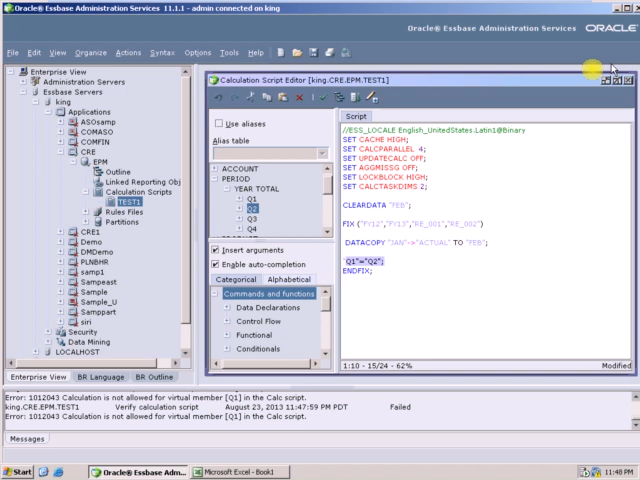 Oracle® Essbase Administration Services 11.1.1 - admin connected on king
Oracle® Essbase Administration Services ORACLE
File Edit View Organize Actions Syntax Options Tools Help
Enterprise View
Administration Servers
Essbase Servers
king
Applications
ASOsamp
COMASO
COMFIN
CRE
EPM
Outline
Linked Reporting Obj
Calculation Scripts
TEST1
Rules Files
Partitions
CRE1
Demo
DMDemo
PLNBHR
samp1
Sampeast
Sample
Sample_U
Samppart
siri
Security
Data Mining
LOCALHOST
Enterprise View BR Language BR Outline
Calculation Script Editor [king.CRE.EPM.TEST1]
Use aliases
Alias table
ACCOUNT
PERIOD
YEAR TOTAL
Q1
Q2
Q3
Q4
Insert arguments
Enable auto-completion
Categorical Alphabetical
Commands and functions
Data Declarations
Control Flow
Functional
Conditionals
Script
//ESS_LOCALE English_UnitedStates.Latin1@Binary
SET CACHE HIGH;
SET CALCPARALLEL 4;
SET UPDATECALC OFF;
SET AGGMISSG OFF;
SET LOCKBLOCK HIGH;
SET CALCTASKDIMS 2;
CLEARDATA "FEB";
FIX ("FY12","FY13","RE_001","RE_002")
DATACOPY "JAN"->"ACTUAL" TO "FEB";
Q1"="Q2";
ENDFIX;
1:10 - 15/24 - 62% Modified
Error: 1012043 Calculation is not allowed for virtual member [Q1] in the Calc script.
king.CRE.EPM.TEST1 Verify calculation script August 23, 2013 11:47:59 PM PDT Failed
Error: 1012043 Calculation is not allowed for virtual member [Q1] in the Calc script.
Messages
Start Oracle® Essbase Adm... Microsoft Excel - Book1 11:48 PM